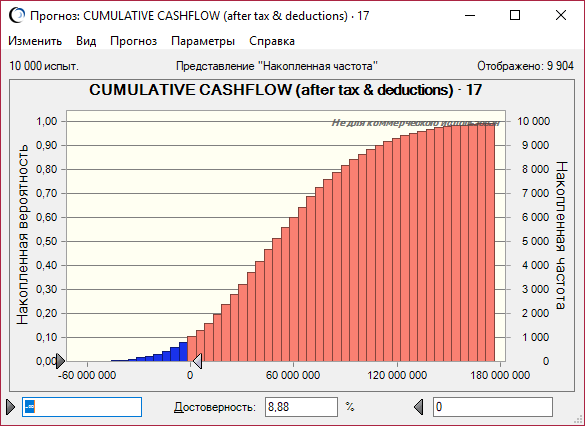 Прогноз: CUMULATIVE CASHFLOW (after tax & deductions) · 17
Изменить Вид Прогноз Параметры Справка
10 000 испыт. Представление "Накопленная частота" Отображено: 9 904
CUMULATIVE CASHFLOW (after tax & deductions) · 17
Не для коммерческого использован
Накопленная вероятность
1,00
0,90
0,80
0,70
0,60
0,50
0,40
0,30
0,20
0,10
0,00
10 000
9 000
8 000
7 000
6 000
5 000
4 000
3 000
2 000
1 000
0
Накопленная частота
-60 000 000 0 60 000 000 120 000 000 180 000 000
-∞ Достоверность: 8,88 % 0